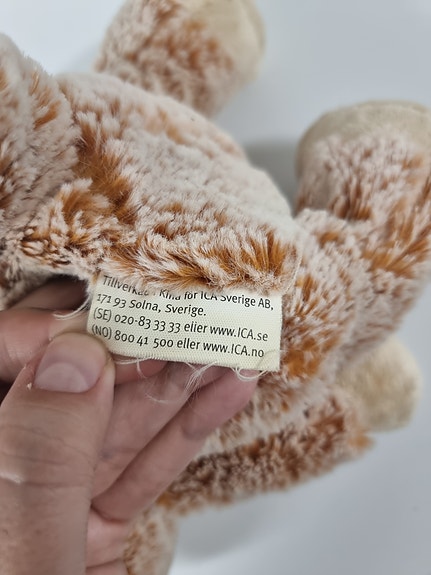 Tillverkad i Kina för ICA Sverige AB,
171 93 Solna, Sverige.
(SE) 020-83 33 33 eller www.ICA.se
(NO) 800 41 500 eller www.ICA.no